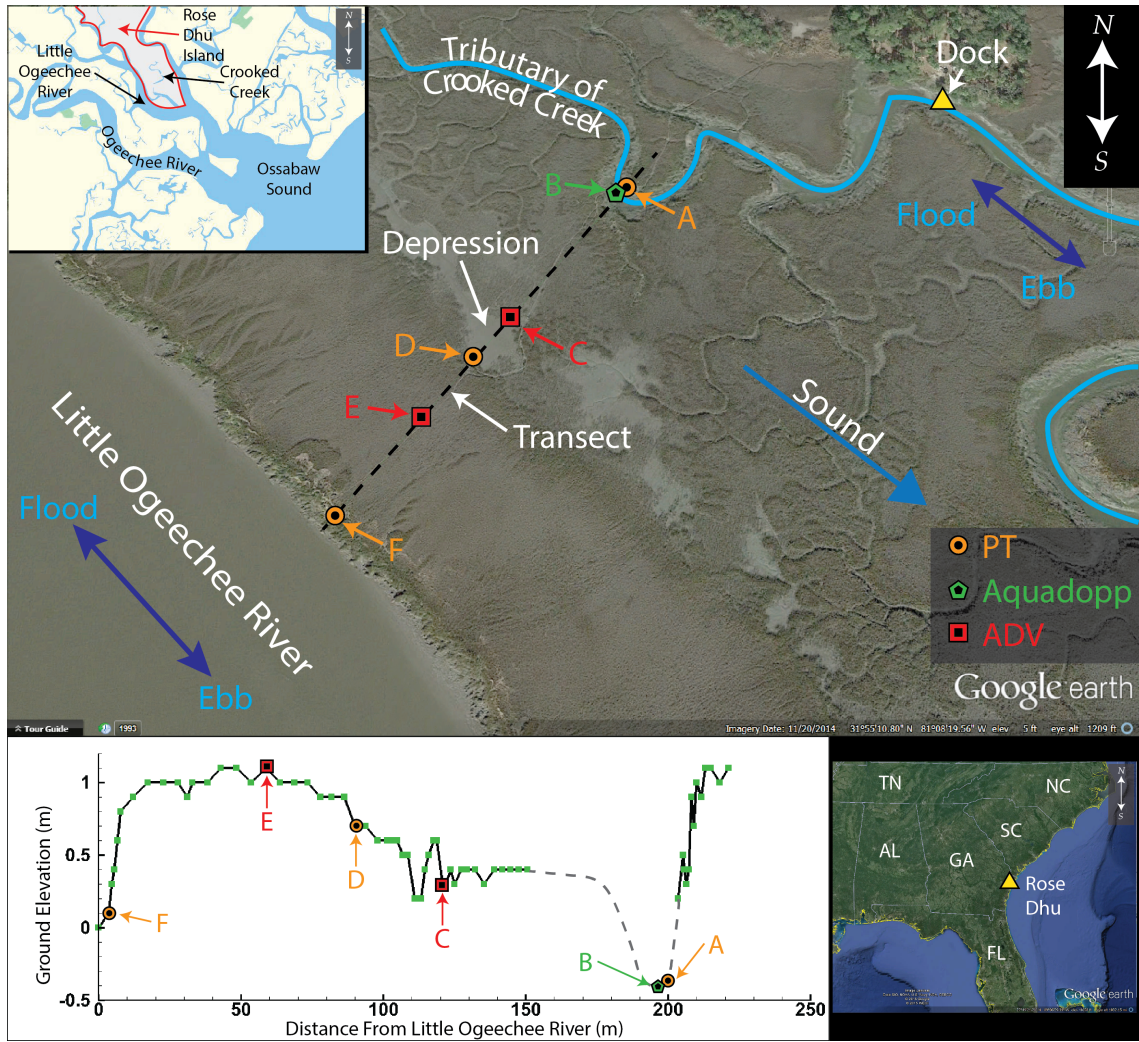 Rose
Dhu
Island
N
S
Little
Ogeechee
River
Crooked
Creek
Ogeechee River
Ossabaw
Sound
Tributary of
Crooked Creek
Dock
N
S
B
A
Flood
Ebb
Depression
D
C
E
Transect
Sound
F
Little Ogeechee River
Flood
Ebb
PT
Aquadopp
ADV
Google earth
Tour Guide
1993
Imagery Date: 11/20/2014 31°55'10.80" N 81°08'19.56" W elev 5 ft eye alt 1209 ft
Ground Elevation (m)
1
0.5
0
-0.5
E
D
F
C
B
A
0
50
100
150
200
250
Distance From Little Ogeechee River (m)
TN
NC
N
S
SC
AL
GA
Rose
Dhu
FL
Google earth